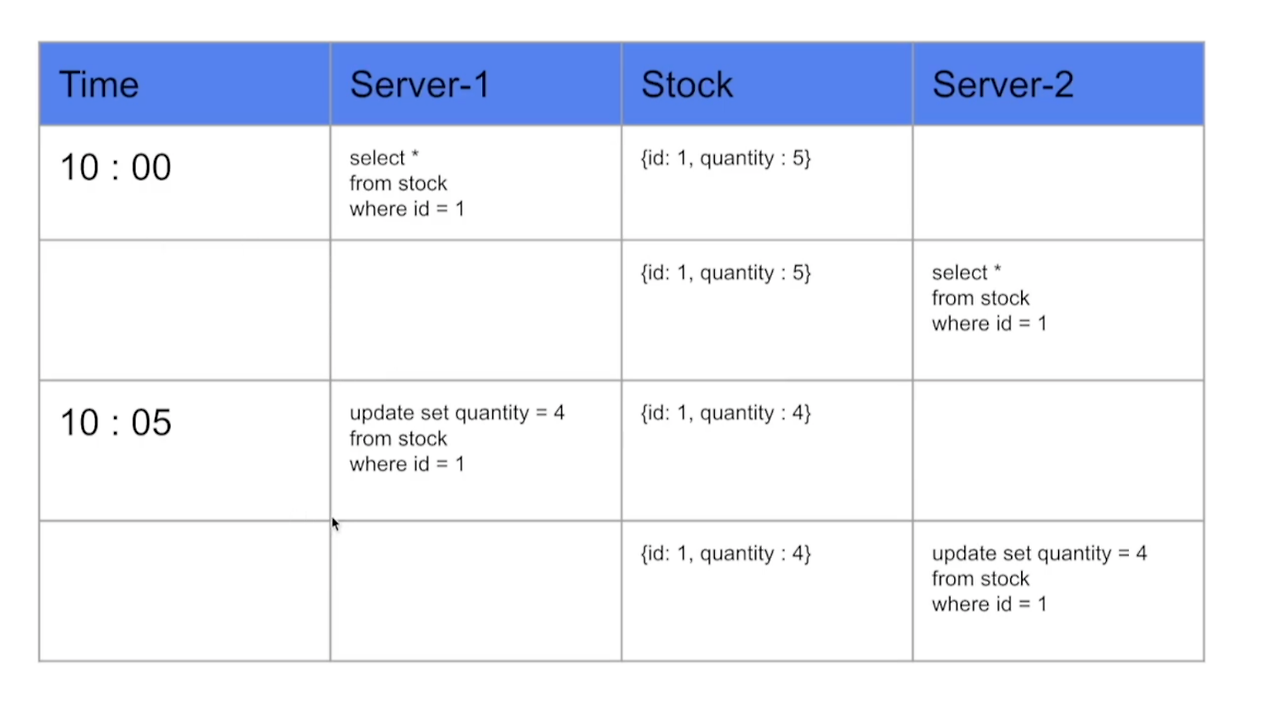 Time
Server-1
Stock
Server-2
10 : 00
select *
from stock
where id = 1
{id: 1, quantity : 5}
{id: 1, quantity : 5}
select *
from stock
where id = 1
10 : 05
update set quantity = 4
from stock
where id = 1
{id: 1, quantity : 4}
{id: 1, quantity : 4}
update set quantity = 4
from stock
where id = 1